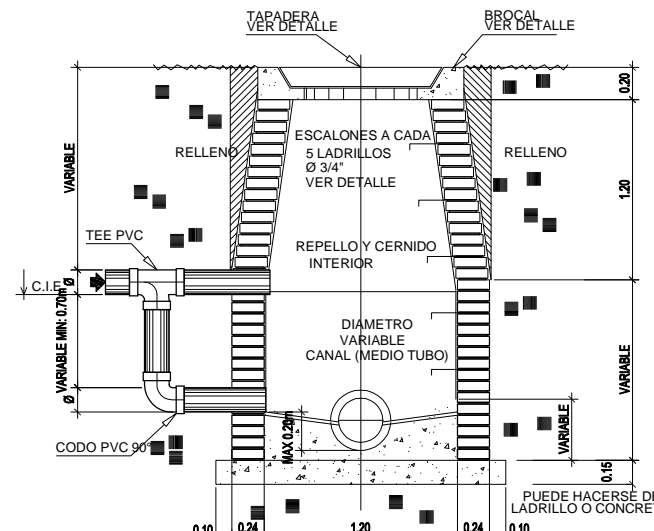 TAPADERA
VER DETALLE
BROCAL
VER DETALLE
0.20
ESCALONES A CADA
5 LADRILLOS
Ø 3/4"
VER DETALLE
RELLENO
RELLENO
VARIABLE
1.20
TEE PVC
REPELLO Y CERNIDO
INTERIOR
Ø
C.I.E
VARIABLE MIN: 0.70m
DIAMETRO
VARIABLE
CANAL (MEDIO TUBO)
VARIABLE
Ø
MAX 0.20m
VARIABLE
CODO PVC 90°
0.15
PUEDE HACERSE DE
LADRILLO O CONCRET
0.10
0.24
1.20
0.24
0.10